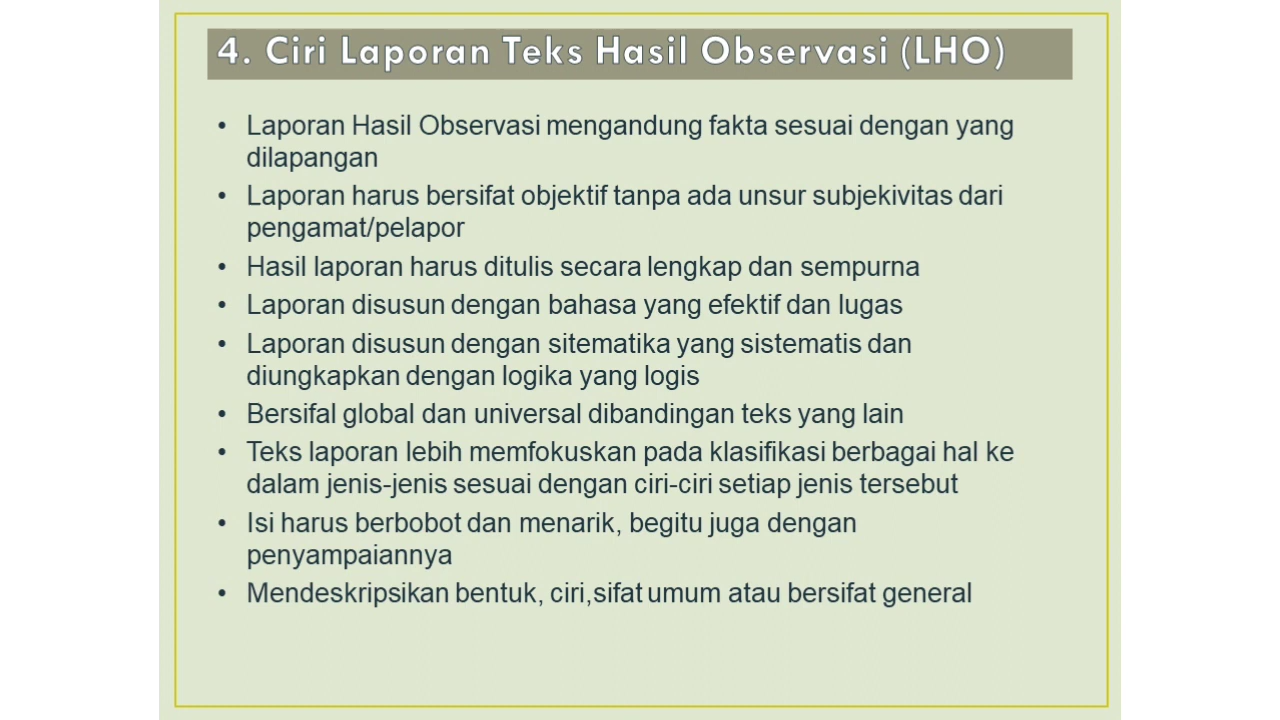 4. Ciri Laporan Teks Hasil Observasi (LHO)
• Laporan Hasil Observasi mengandung fakta sesuai dengan yang
dilapangan
• Laporan harus bersifat objektif tanpa ada unsur subjekivitas dari
pengamat/pelapor
• Hasil laporan harus ditulis secara lengkap dan sempurna
• Laporan disusun dengan bahasa yang efektif dan lugas
• Laporan disusun dengan sitematika yang sistematis dan
diungkapkan dengan logika yang logis
• Bersifal global dan universal dibandingan teks yang lain
• Teks laporan lebih memfokuskan pada klasifikasi berbagai hal ke
dalam jenis-jenis sesuai dengan ciri-ciri setiap jenis tersebut
• Isi harus berbobot dan menarik, begitu juga dengan
penyampaiannya
• Mendeskripsikan bentuk, ciri,sifat umum atau bersifat general